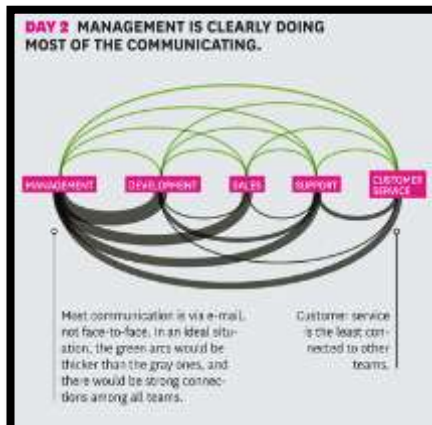 DAY 2 MANAGEMENT IS CLEARLY DOING
MOST OF THE COMMUNICATING.
MANAGEMENT
DEVELOPMENT
SALES
SUPPORT
CUSTOMER
SERVICE
Most communication is via e-mail,
not face-to-face. In an ideal situ-
ation, the green arcs would be
thicker than the gray ones, and
there would be strong connec-
tions among all teams.
Customer service
is the least con-
nected to other
teams.